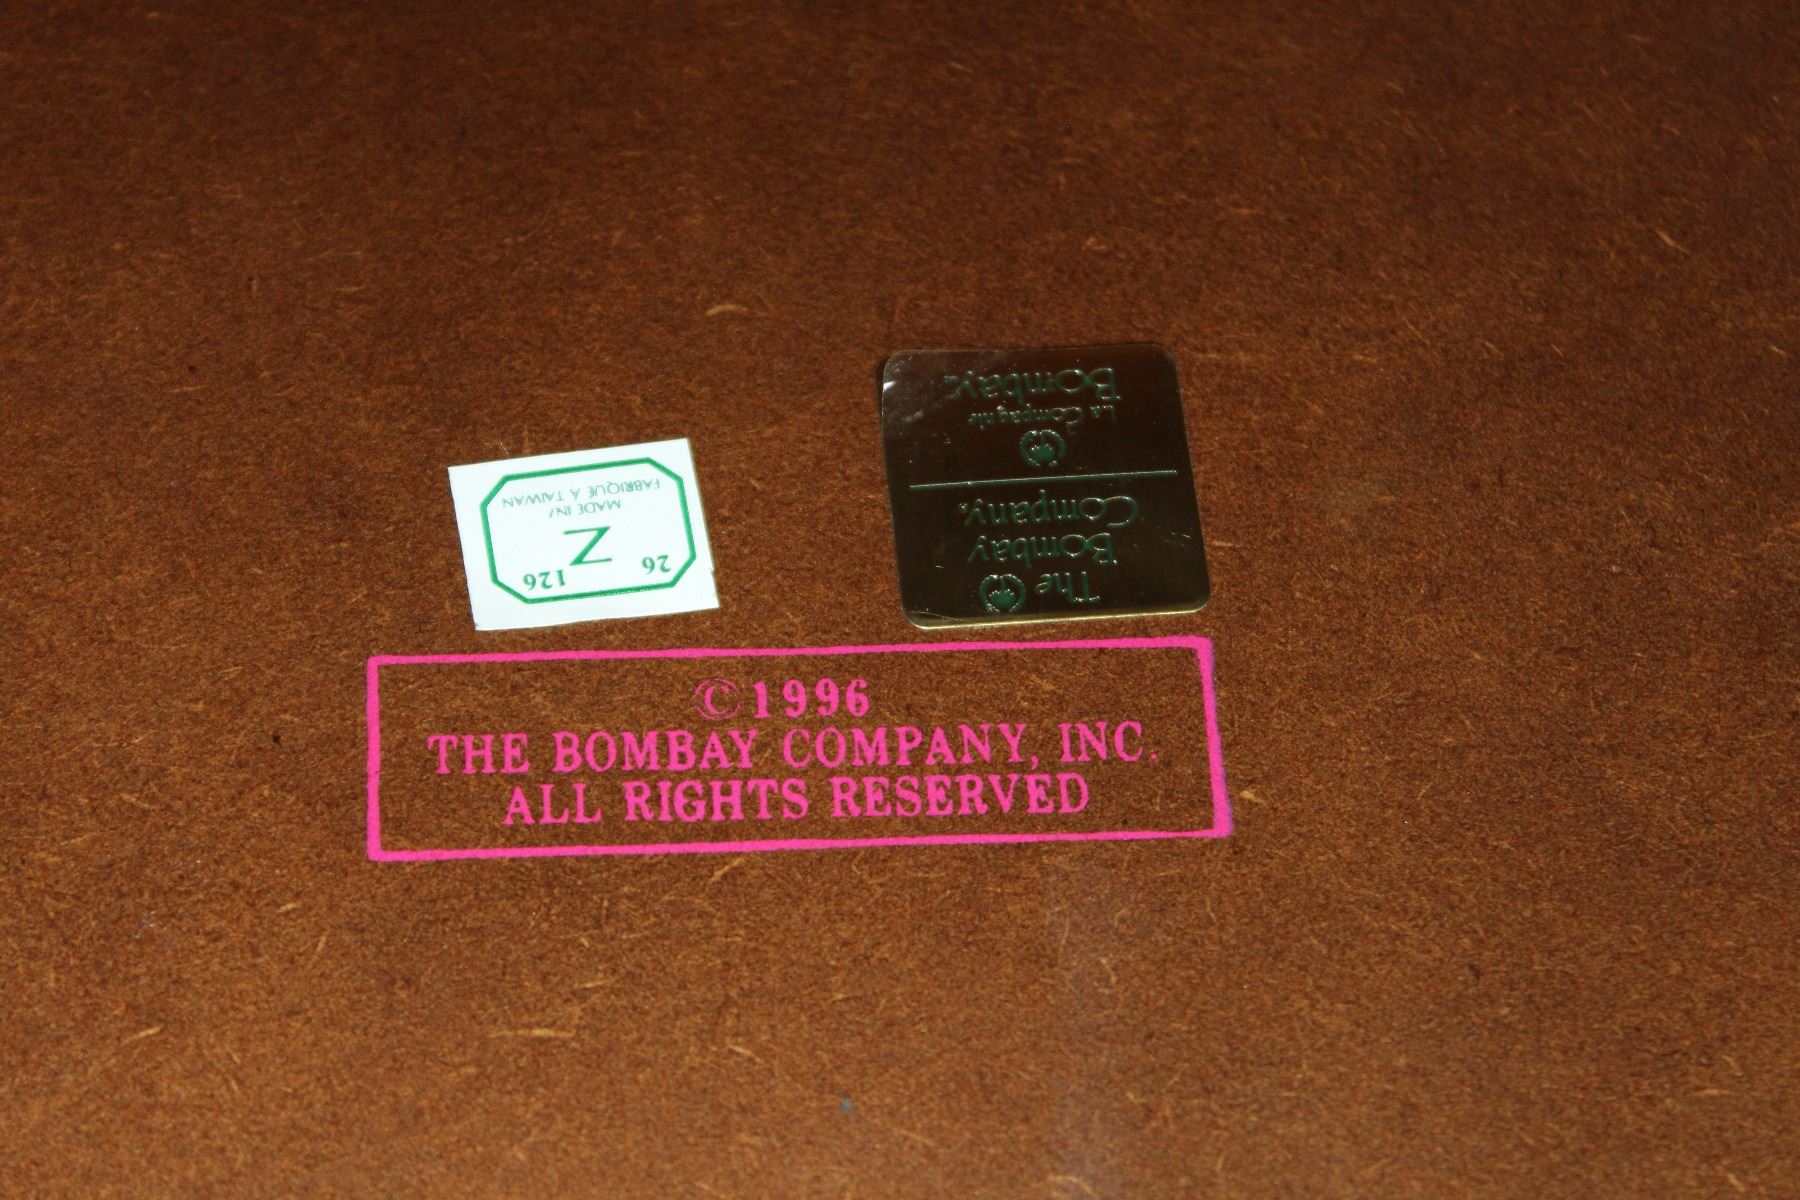 26 126
Z
MADE IN/
FABRIQUÉ À TAIWAN
The
Bombay
Company®
La Compagnie
Bombay®
©1996
THE BOMBAY COMPANY, INC.
ALL RIGHTS RESERVED